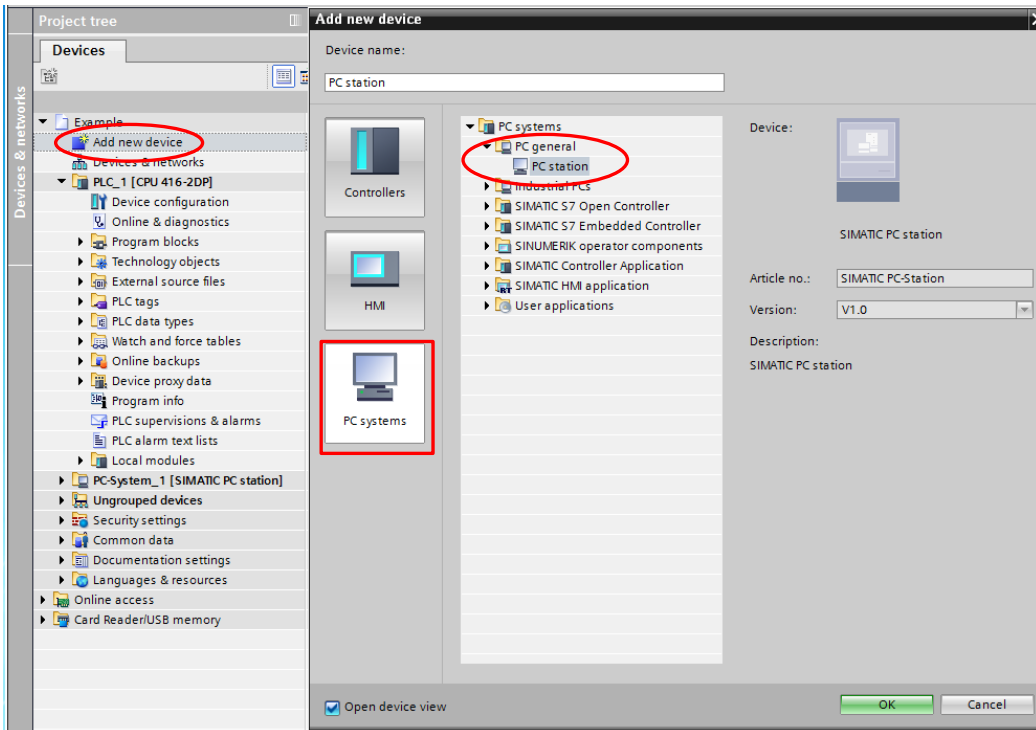 Project tree
Devices
Devices & networks
Example
Add new device
Devices & networks
PLC_1 [CPU 416-2DP]
Device configuration
Online & diagnostics
Program blocks
Technology objects
External source files
PLC tags
PLC data types
Watch and force tables
Online backups
Device proxy data
Program info
PLC supervisions & alarms
PLC alarm text lists
Local modules
PC-System_1 [SIMATIC PC station]
Ungrouped devices
Security settings
Common data
Documentation settings
Languages & resources
Online access
Card Reader/USB memory
Add new device
Device name:
PC station
Controllers
HMI
PC systems
PC systems
PC general
PC station
Industrial PCs
SIMATIC S7 Open Controller
SIMATIC S7 Embedded Controller
SINUMERIK operator components
SIMATIC Controller Application
SIMATIC HMI application
User applications
Device:
SIMATIC PC station
Article no.: SIMATIC PC-Station
Version: V1.0
Description:
SIMATIC PC station
Open device view
OK Cancel